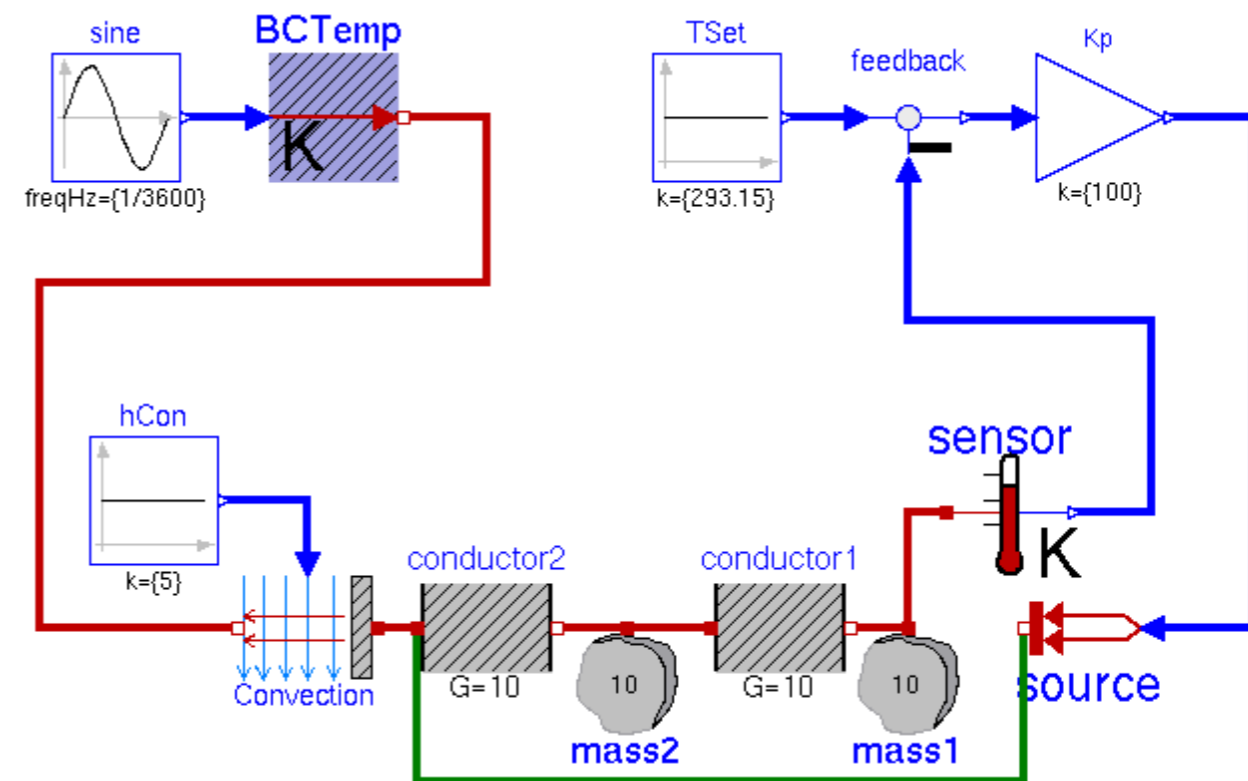 sine
BCTemp
K
freqHz={1/3600}
TSet
k={293.15}
feedback
Kp
k={100}
hCon
k={5}
Convection
conductor2
G=10
10
mass2
conductor1
G=10
10
mass1
sensor
K
source